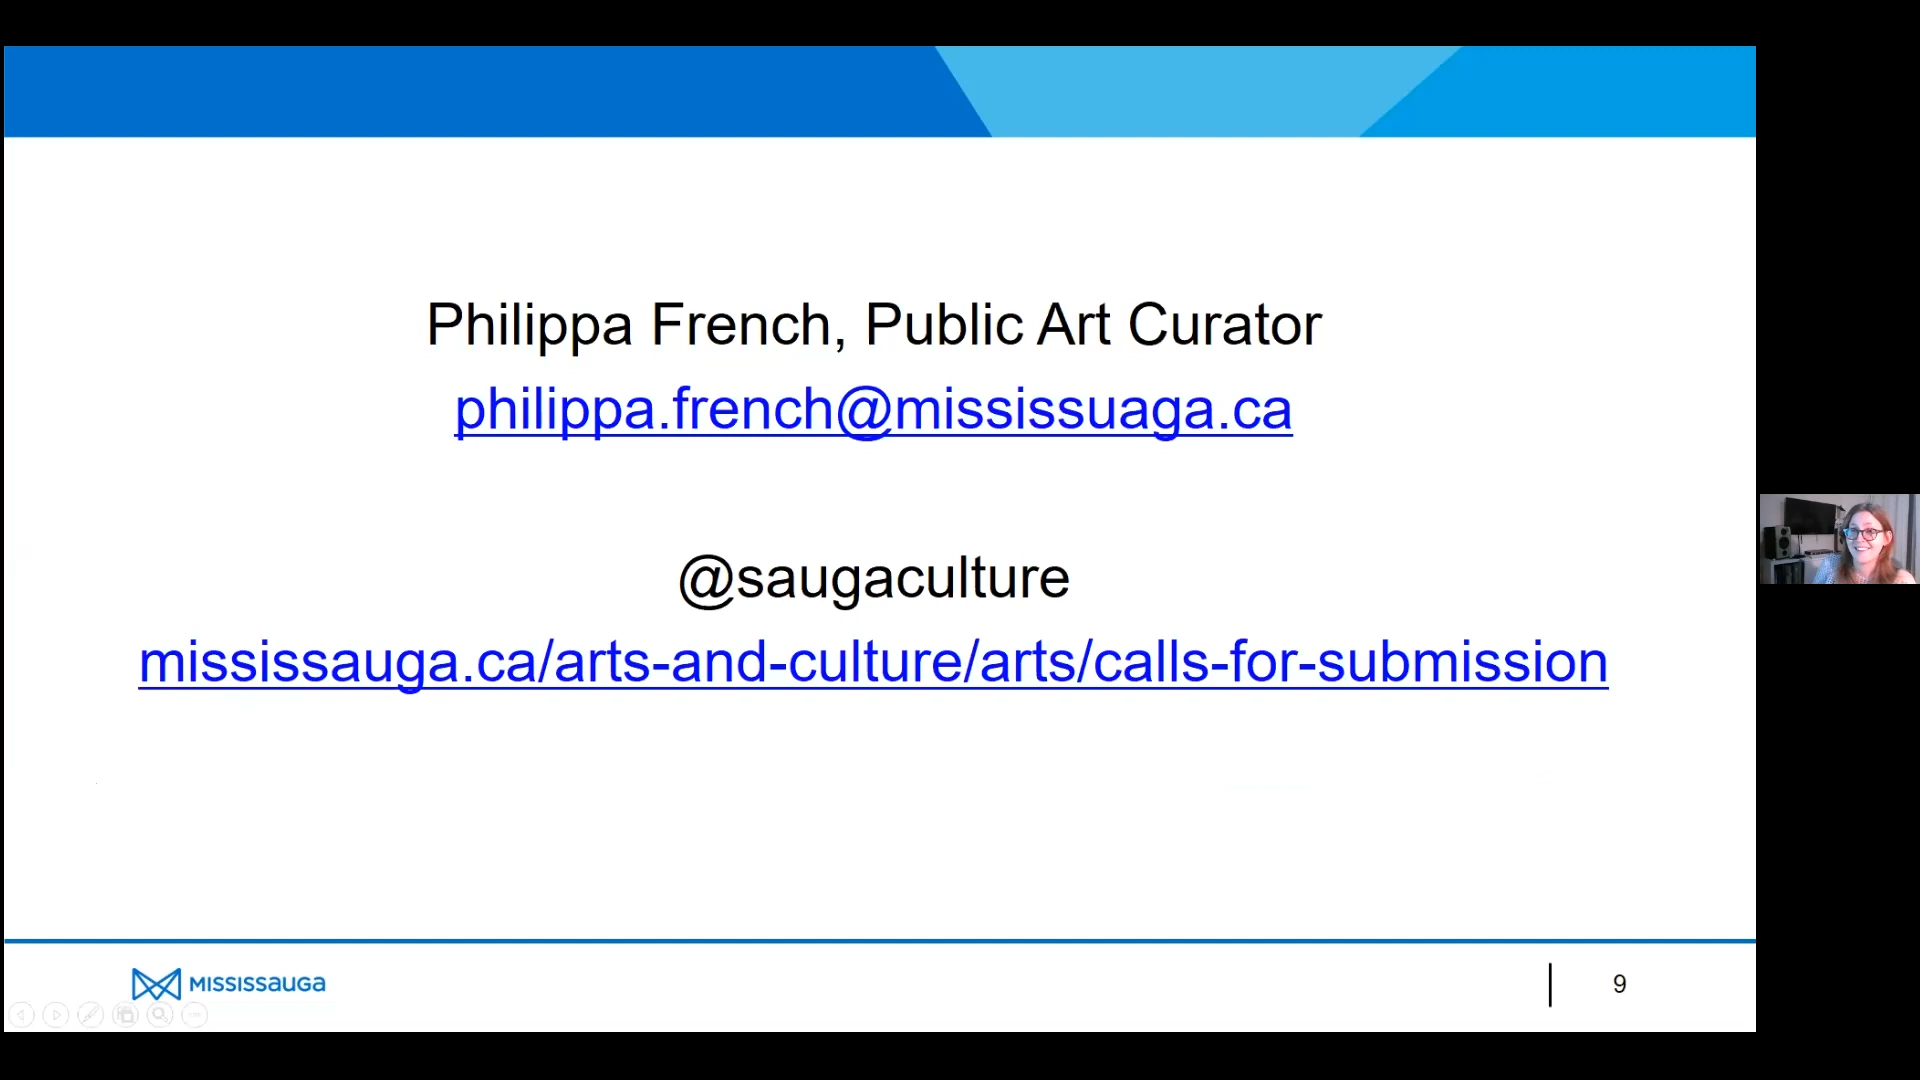 Philippa French, Public Art Curator
philippa.french@mississuaga.ca
@saugaculture
mississauga.ca/arts-and-culture/arts/calls-for-submission
MISSISSAUGA
9